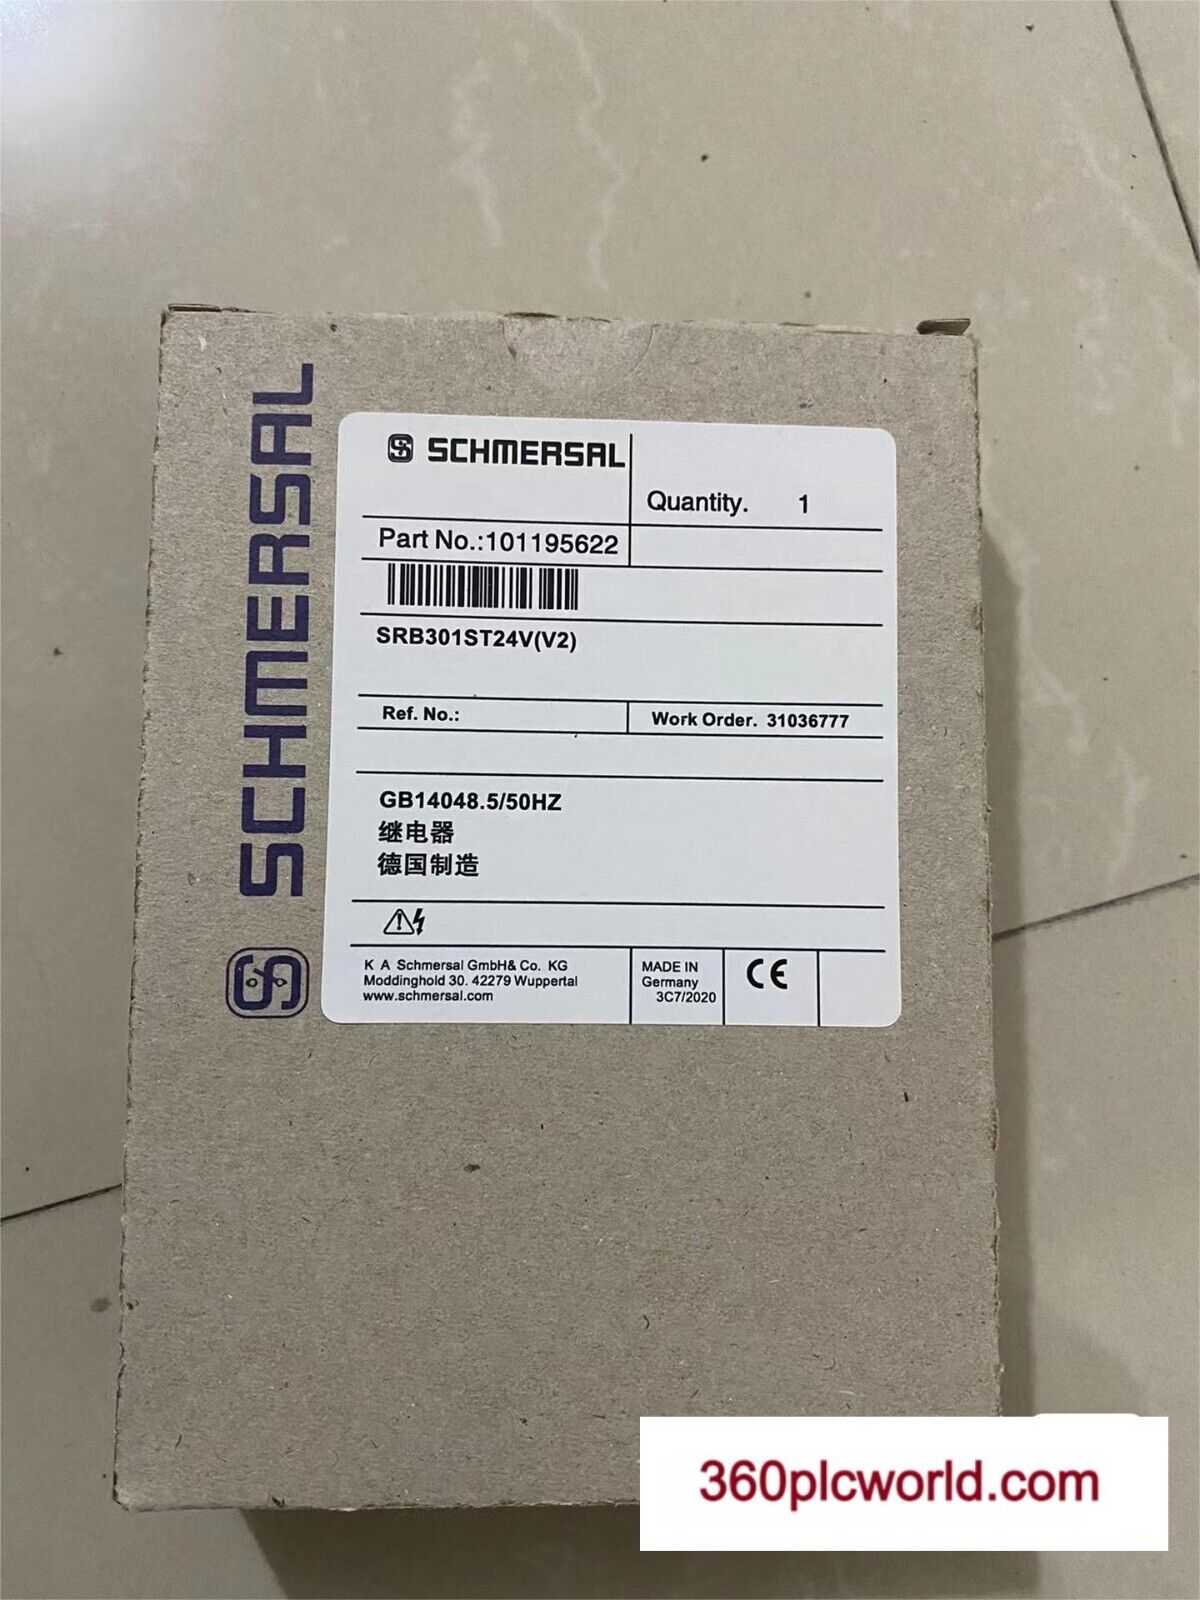 SCHMERSAL
SCHMERSAL
Quantity. 1
Part No.:101195622
SRB301ST24V(V2)
Ref. No.:
Work Order. 31036777
GB14048.5/50HZ
继电器
德国制造
K A Schmersal GmbH& Co. KG
Moddinghold 30. 42279 Wuppertal
www.schmersal.com
MADE IN
Germany
3C7/2020
CE
360plcworld.com